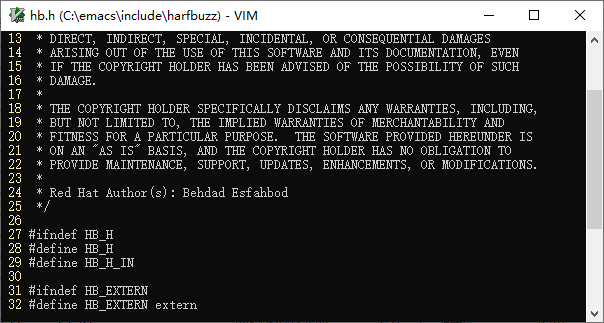 hb.h (C:\emacs\include\harfbuzz) - VIM
13 * DIRECT, INDIRECT, SPECIAL, INCIDENTAL, OR CONSEQUENTIAL DAMAGES
14 * ARISING OUT OF THE USE OF THIS SOFTWARE AND ITS DOCUMENTATION, EVEN
15 * IF THE COPYRIGHT HOLDER HAS BEEN ADVISED OF THE POSSIBILITY OF SUCH
16 * DAMAGE.
17 *
18 * THE COPYRIGHT HOLDER SPECIFICALLY DISCLAIMS ANY WARRANTIES, INCLUDING,
19 * BUT NOT LIMITED TO, THE IMPLIED WARRANTIES OF MERCHANTABILITY AND
20 * FITNESS FOR A PARTICULAR PURPOSE.  THE SOFTWARE PROVIDED HEREUNDER IS
21 * ON AN "AS IS" BASIS, AND THE COPYRIGHT HOLDER HAS NO OBLIGATION TO
22 * PROVIDE MAINTENANCE, SUPPORT, UPDATES, ENHANCEMENTS, OR MODIFICATIONS.
23 *
24 * Red Hat Author(s): Behdad Esfahbod
25 */
26
27 #ifndef HB_H
28 #define HB_H
29 #define HB_H_IN
30
31 #ifndef HB_EXTERN
32 #define HB_EXTERN extern